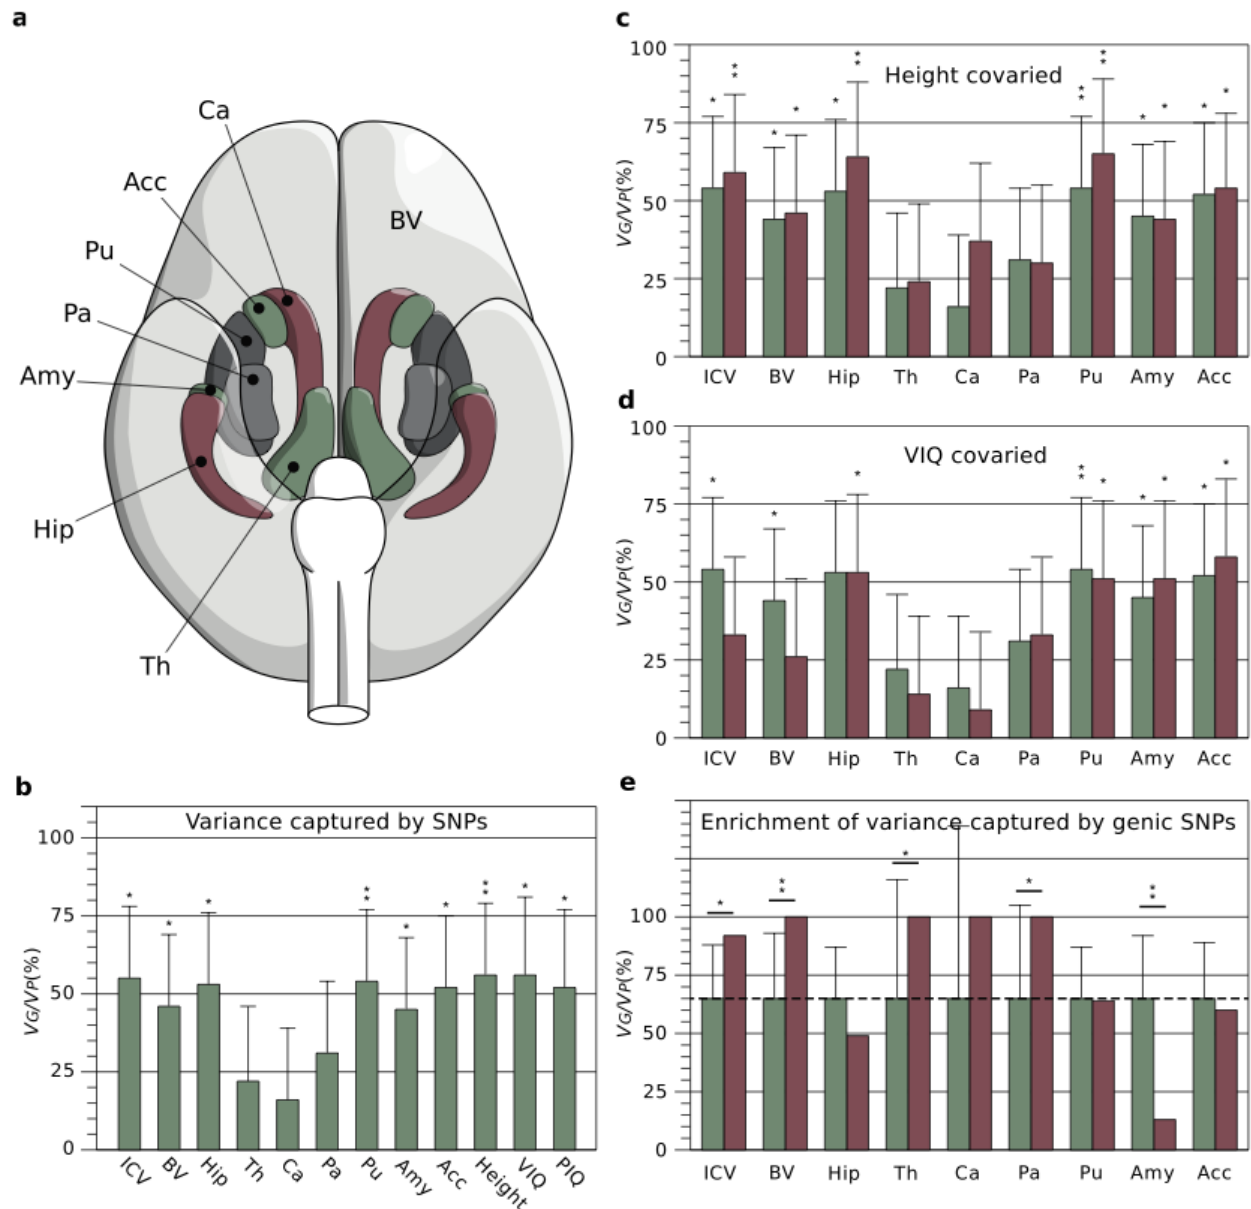 a
Ca
Acc
BV
Pu
Pa
Amy
Hip
Th
b
Variance captured by SNPs
VG/VP(%)
100
75
50
25
0
ICV BV Hip Th Ca Pa Pu Amy Acc Height VIQ PIQ
* * * ** * * ** * *
c
Height covaried
VG/VP(%)
100
75
50
25
0
* ** * * * ** ** ** * * * *
ICV BV Hip Th Ca Pa Pu Amy Acc
d
VIQ covaried
VG/VP(%)
100
75
50
25
0
* * * ** * * * * *
ICV BV Hip Th Ca Pa Pu Amy Acc
e
Enrichment of variance captured by genic SNPs
VG/VP(%)
100
75
50
25
0
* ** * * **
ICV BV Hip Th Ca Pa Pu Amy Acc